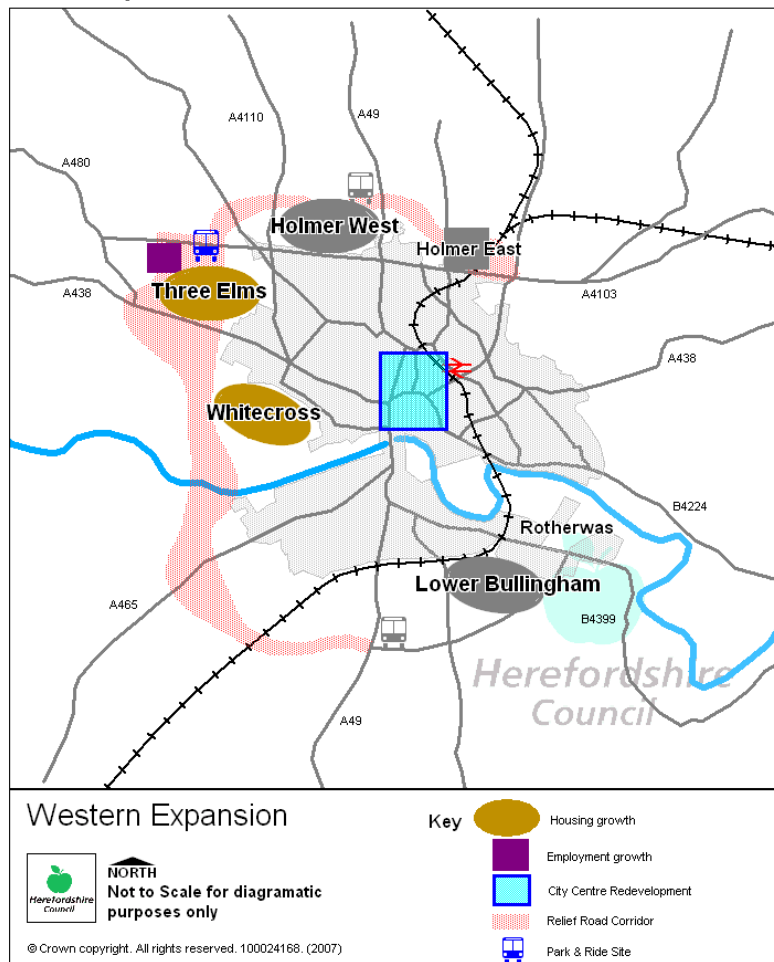 A4110
A49
A480
Holmer West
Holmer East
Three Elms
A438
A4103
A438
Whitecross
B4224
Rotherwas
Lower Bullingham
A465
B4399
Herefordshire
Council
A49
Western Expansion
Herefordshire
Council
NORTH
Not to Scale for diagramatic
purposes only
© Crown copyright. All rights reserved. 100024168. (2007)
Key
Housing growth
Employment growth
City Centre Redevelopment
Relief Road Corridor
Park & Ride Site